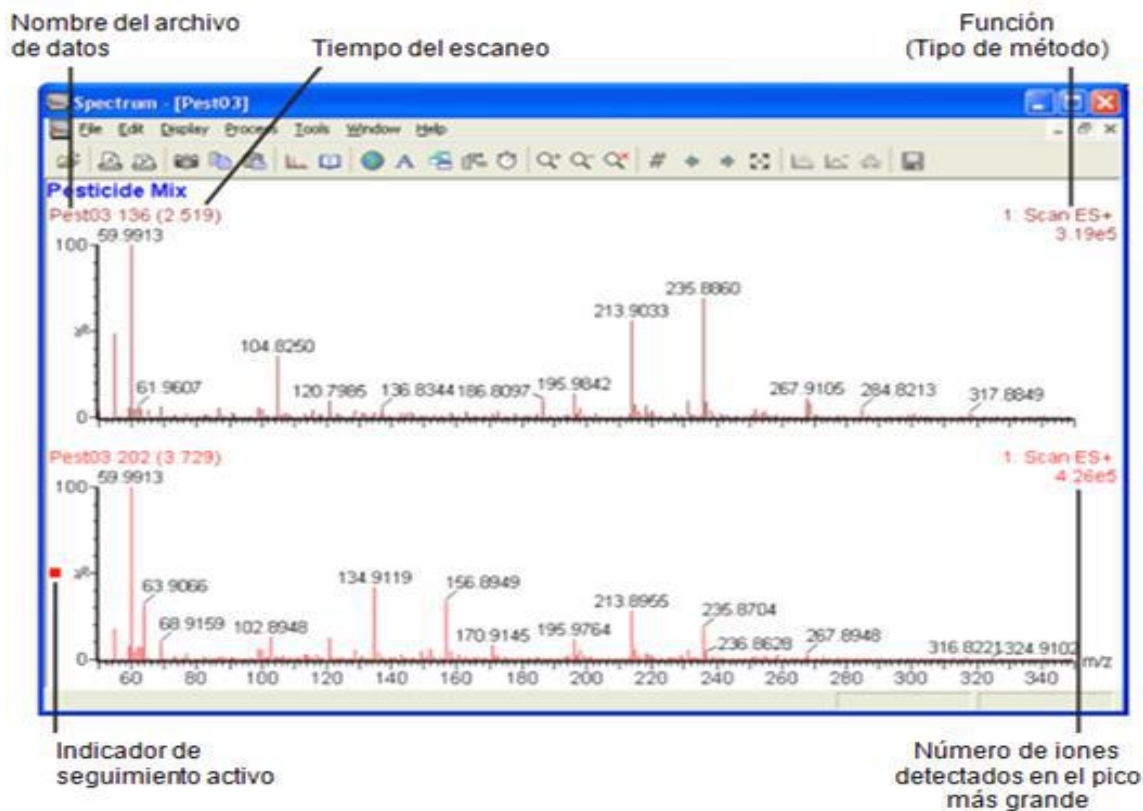 Nombre del archivo
de datos
Tiempo del escaneo
Función
(Tipo de método)
Spectrum - [Pest03]
File Edit Display Process Tools Window Help
Pesticide Mix
Pest03 136 (2.519)
1: Scan ES+
3.19e5
59.9913
100
%
0
235.8860
213.9033
104.8250
61.9607
120.7985
136.8344
186.8097
195.9842
267.9105
284.8213
317.8849
Pest03 202 (3.729)
1: Scan ES+
4.26e5
59.9913
100
%
0
134.9119
156.8949
63.9066
213.8955
235.8704
68.9159
102.8948
170.9145
195.9764
236.8628
267.8948
316.8221
324.9102
m/z
60 80 100 120 140 160 180 200 220 240 260 280 300 320 340
Indicador de
seguimiento activo
Número de iones
detectados en el pico
más grande